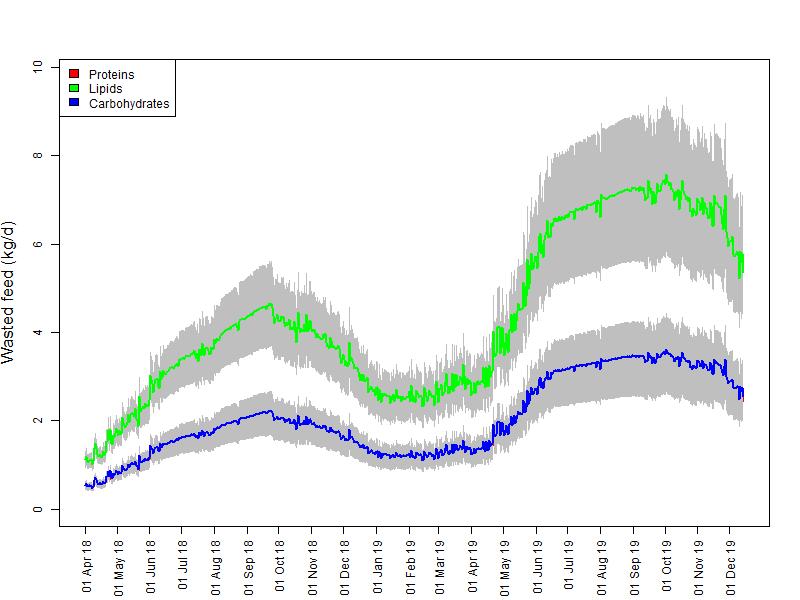 Proteins
Lipids
Carbohydrates
Wasted feed (kg/d)
10
8
6
4
2
0
01 Apr 18
01 May 18
01 Jun 18
01 Jul 18
01 Aug 18
01 Sep 18
01 Oct 18
01 Nov 18
01 Dec 18
01 Jan 19
01 Feb 19
01 Mar 19
01 Apr 19
01 May 19
01 Jun 19
01 Jul 19
01 Aug 19
01 Sep 19
01 Oct 19
01 Nov 19
01 Dec 19